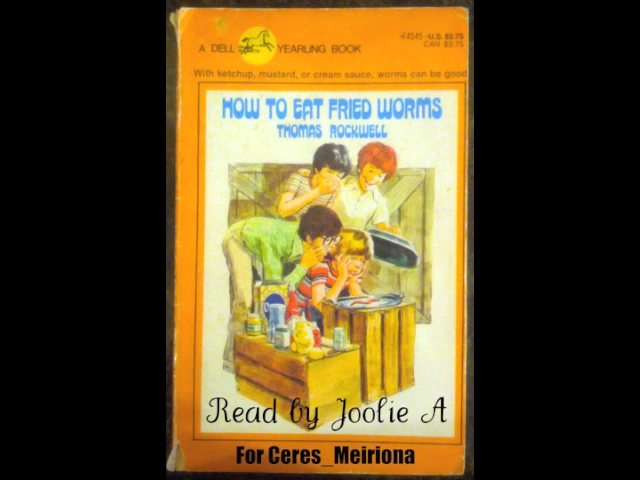 A DELL YEARLING BOOK
74545-U.S. $2.75
CAN. $3.75
With ketchup, mustard, or cream sauce, worms can be good
HOW TO EAT FRIED WORMS
THOMAS ROCKWELL
Read by Joolie A
For Ceres_Meiriona